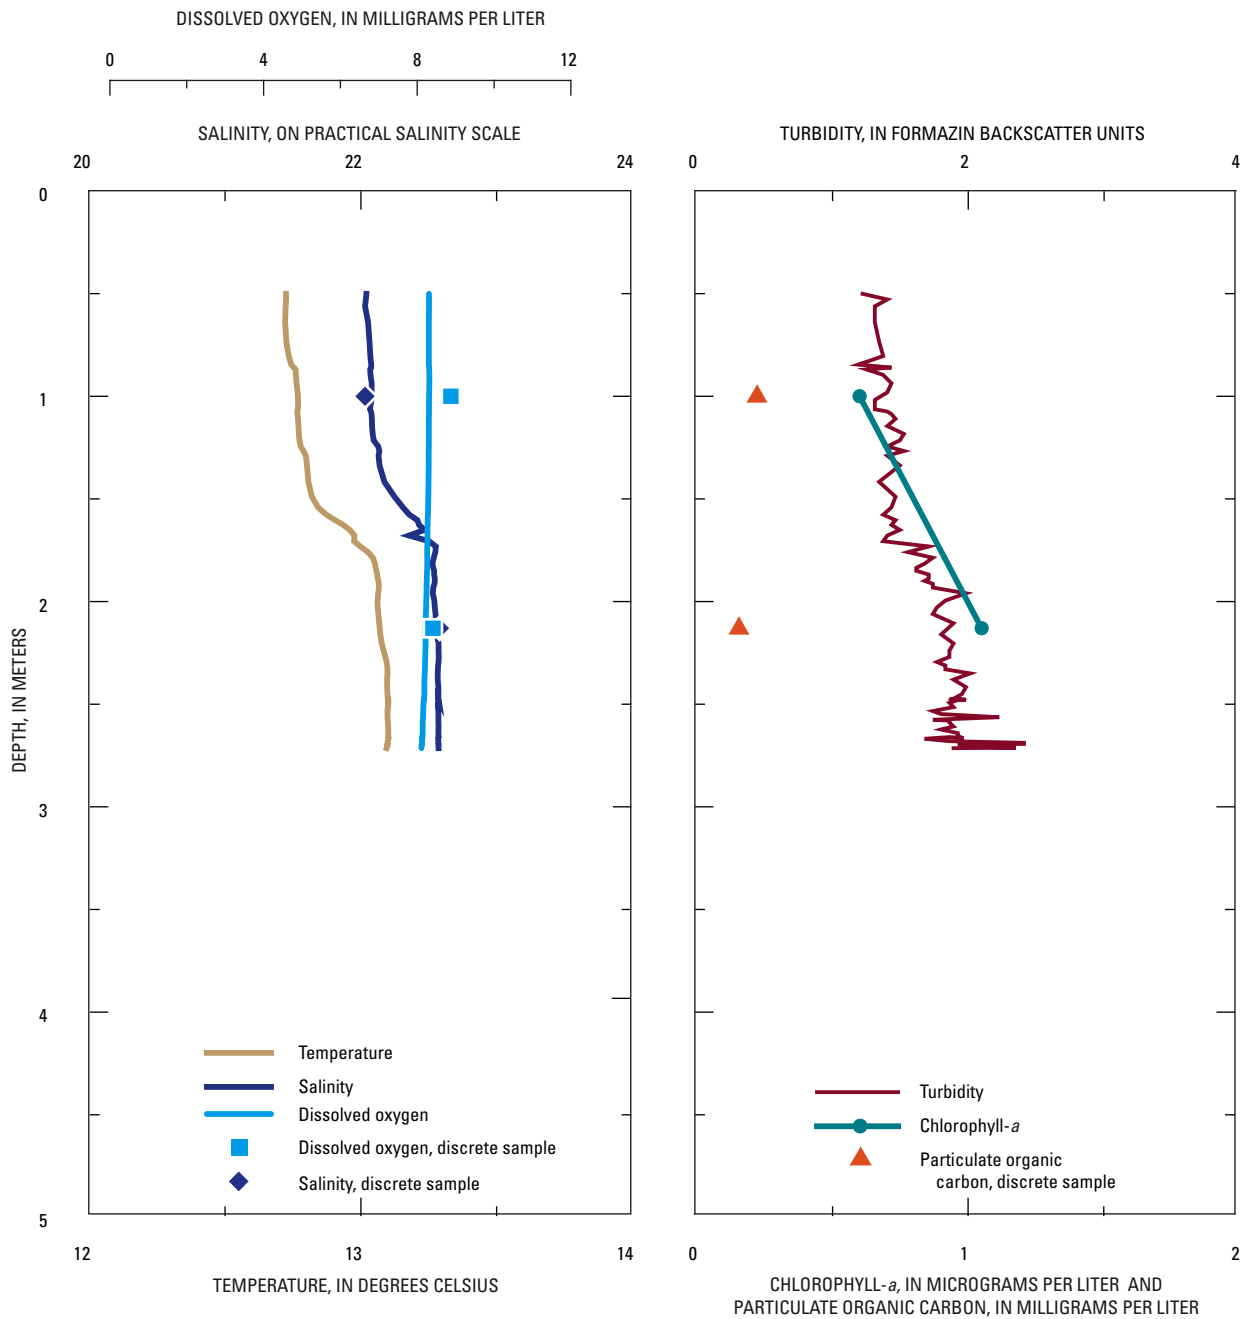 DISSOLVED OXYGEN, IN MILLIGRAMS PER LITER
0 4 8 12
SALINITY, ON PRACTICAL SALINITY SCALE
20 22 24
TURBIDITY, IN FORMAZIN BACKSCATTER UNITS
0 2 4
DEPTH, IN METERS
0
1
2
3
4
5
Temperature
Salinity
Dissolved oxygen
Dissolved oxygen, discrete sample
Salinity, discrete sample
Turbidity
Chlorophyll-a
Particulate organic
carbon, discrete sample
12 13 14
TEMPERATURE, IN DEGREES CELSIUS
0 1 2
CHLOROPHYLL-a, IN MICROGRAMS PER LITER AND
PARTICULATE ORGANIC CARBON, IN MILLIGRAMS PER LITER